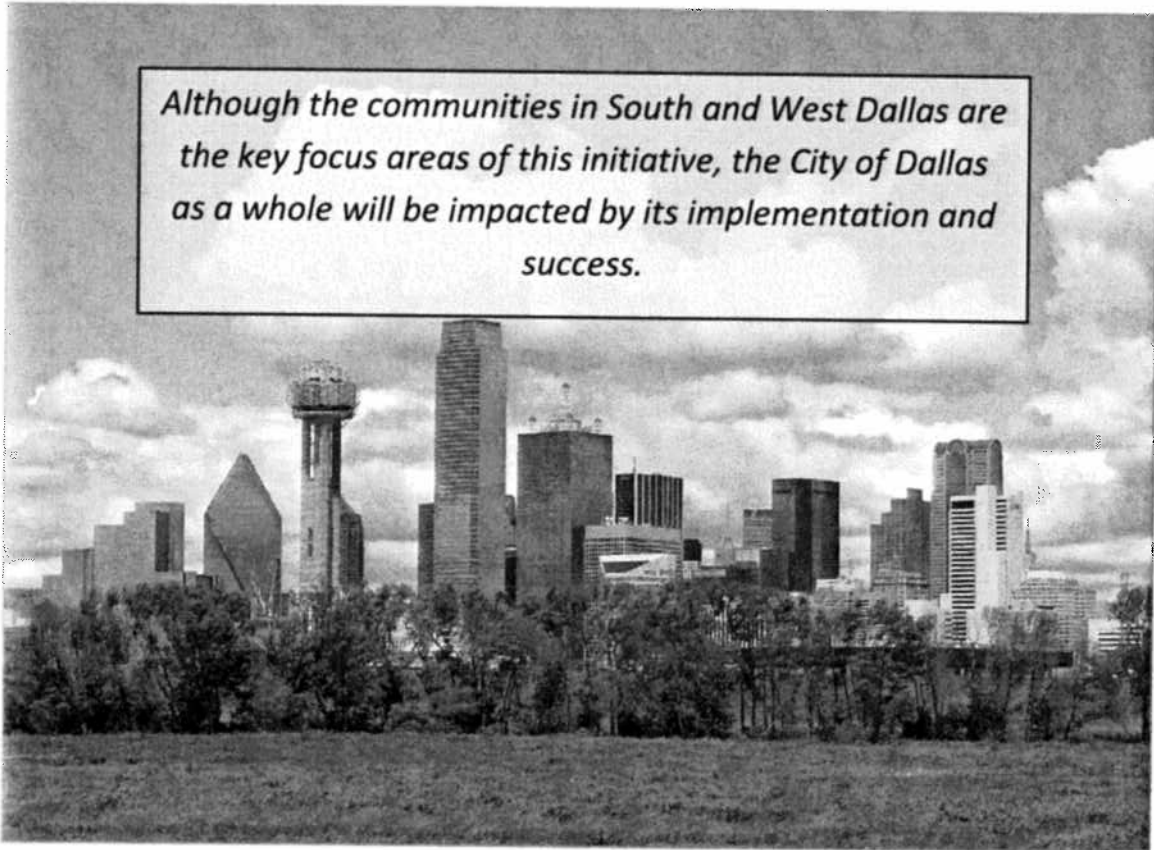 Although the communities in South and West Dallas are
the key focus areas of this initiative, the City of Dallas
as a whole will be impacted by its implementation and
success.